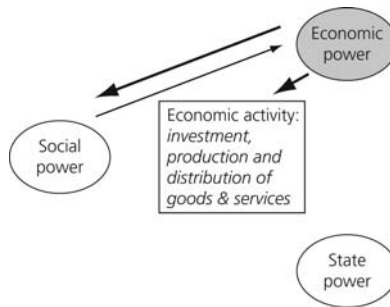 Economic
power
Economic activity:
investment,
production and
distribution of
goods & services
Social
power
State
power